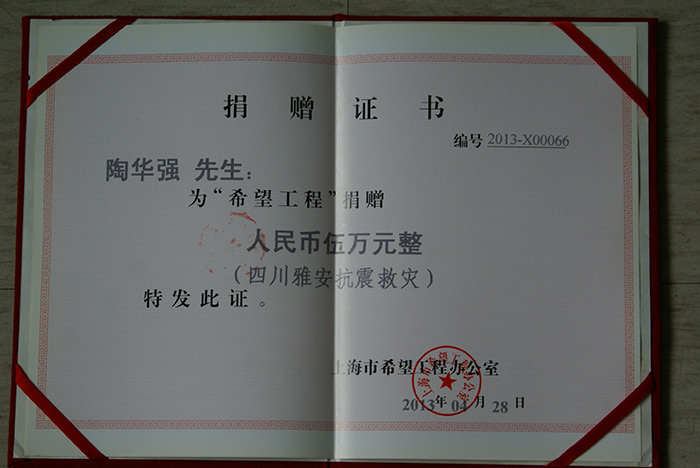 捐赠证书
编号 2013-X00066
陶华强 先生：
为“希望工程”捐赠
人民币伍万元整
（四川雅安抗震救灾）
特发此证。
上海市希望工程办公室
2013年 04月 28日